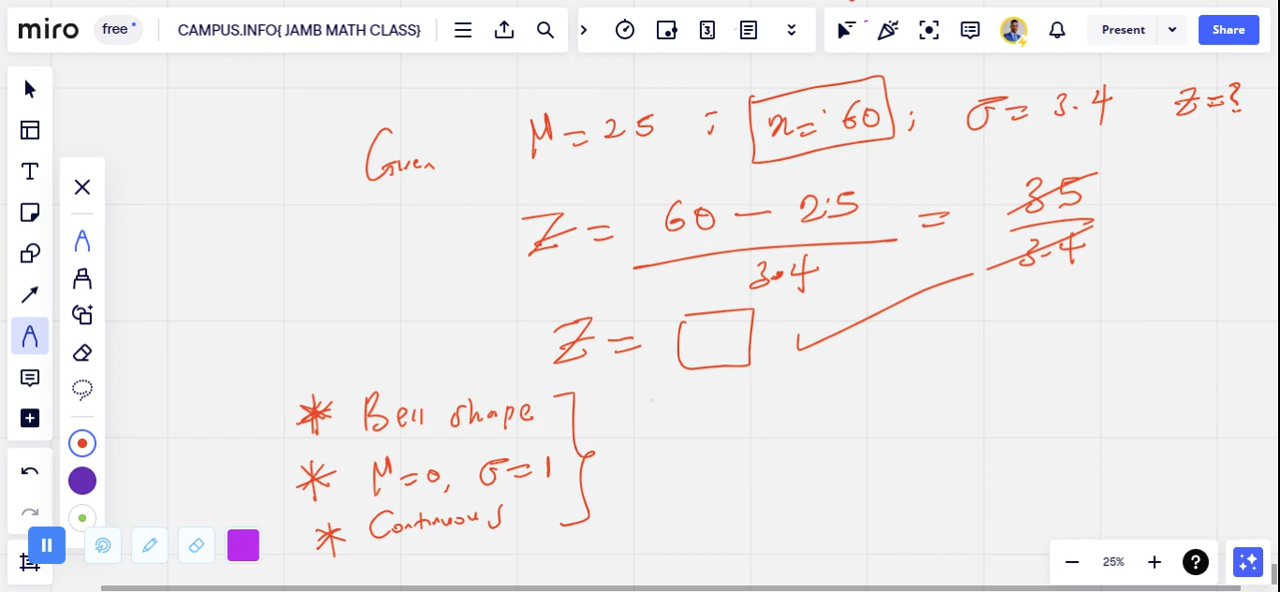 miro free CAMPUS.INFO{ JAMB MATH CLASS} 3 Present Share
Given μ = 25 ; x = 60 ; σ = 3.4 z = ?
Z = 60 - 25 / 3.4 = 35 / 3.4
Z =
* Bell shape
* μ = 0, σ = 1
* Continuous
25% ?